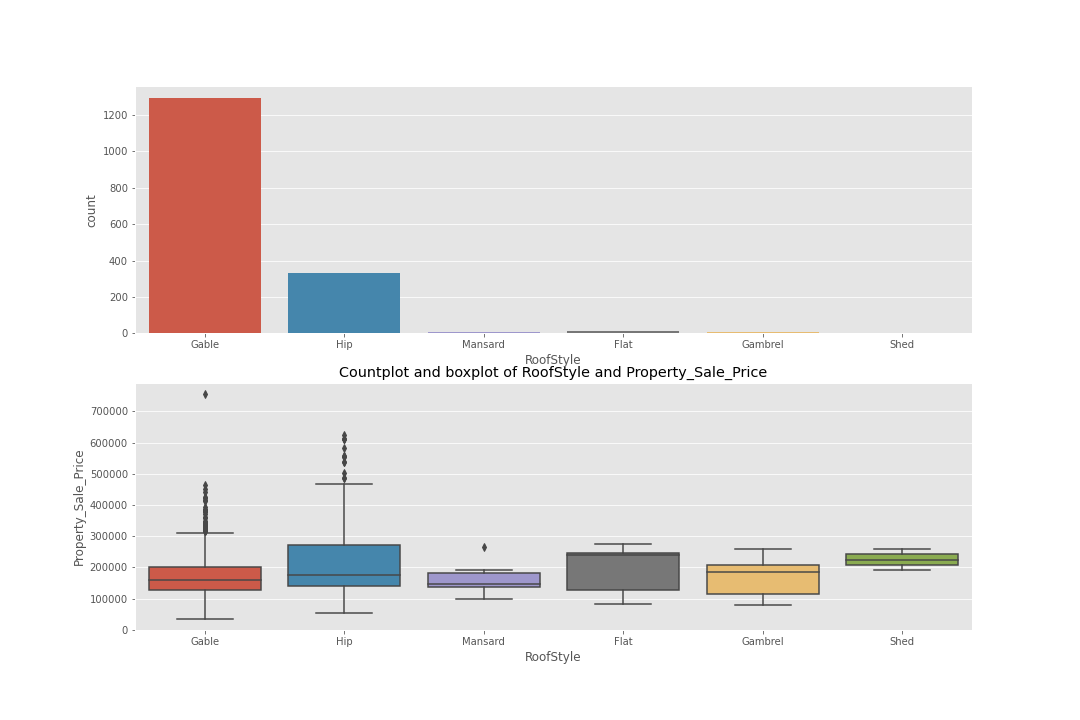 1200
1000
800
600
400
200
0
count
Gable Hip Mansard Flat Gambrel Shed
RoofStyle
Countplot and boxplot of RoofStyle and Property_Sale_Price
700000
600000
500000
400000
300000
200000
100000
0
Property_Sale_Price
Gable Hip Mansard Flat Gambrel Shed
RoofStyle